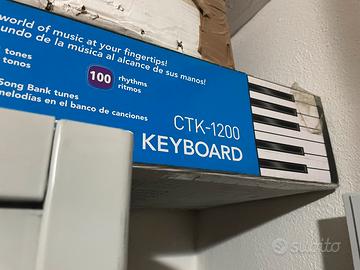 world of music at your fingertips!
undo de la música al alcance de sus manos!
tones
tonos
100 rhythms
ritmos
Song Bank tunes
melodías en el banco de canciones
CTK-1200
KEYBOARD
subito